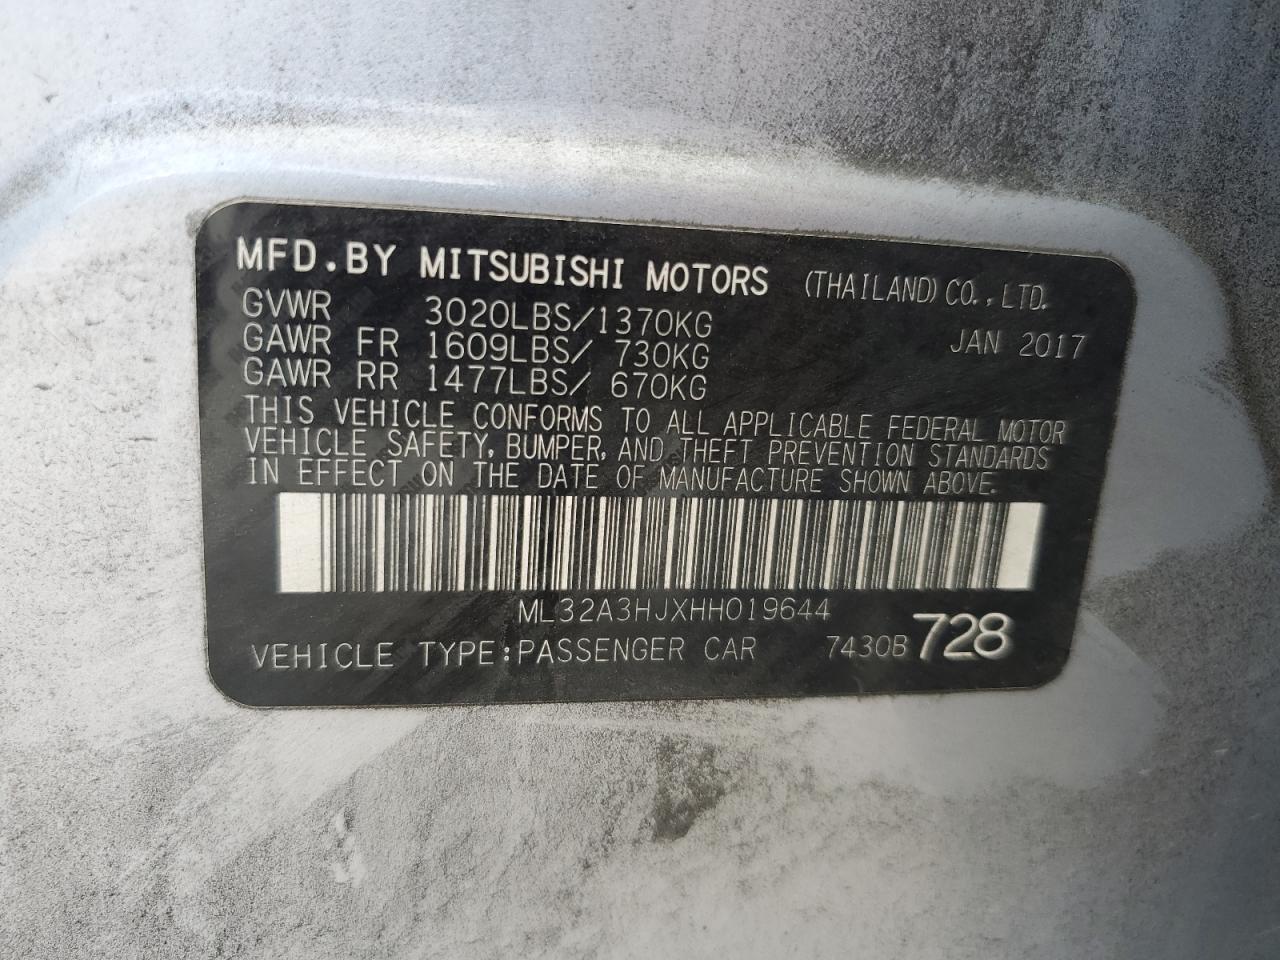 MFD.BY MITSUBISHI MOTORS (THAILAND) CO.,LTD.
GVWR 3020LBS/1370KG JAN 2017
GAWR FR 1609LBS/ 730KG
GAWR RR 1477LBS/ 670KG
THIS VEHICLE CONFORMS TO ALL APPLICABLE FEDERAL MOTOR
VEHICLE SAFETY, BUMPER, AND THEFT PREVENTION STANDARDS
IN EFFECT ON THE DATE OF MANUFACTURE SHOWN ABOVE.
ML32A3HJXHH019644
VEHICLE TYPE:PASSENGER CAR 7430B 728